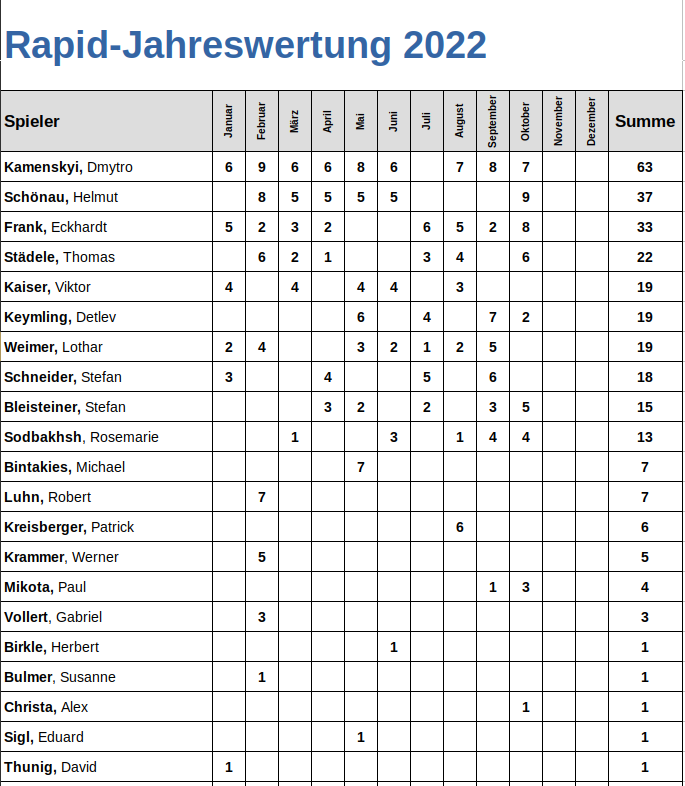 Rapid-Jahreswertung 2022
Spieler Januar Februar März April Mai Juni Juli August September Oktober November Dezember Summe
Kamenskyi, Dmytro 6 9 6 6 8 6 7 8 7 63
Schönau, Helmut 8 5 5 5 5 9 37
Frank, Eckhardt 5 2 3 2 6 5 2 8 33
Städele, Thomas 6 2 1 3 4 6 22
Kaiser, Viktor 4 4 4 4 3 19
Keymling, Detlev 6 4 7 2 19
Weimer, Lothar 2 4 3 2 1 2 5 19
Schneider, Stefan 3 4 5 6 18
Bleisteiner, Stefan 3 2 2 3 5 15
Sodbakhsh, Rosemarie 1 3 1 4 4 13
Bintakies, Michael 7 7
Luhn, Robert 7 7
Kreisberger, Patrick 6 6
Krammer, Werner 5 5
Mikota, Paul 1 3 4
Vollert, Gabriel 3 3
Birkle, Herbert 1 1
Bulmer, Susanne 1 1
Christa, Alex 1 1
Sigl, Eduard 1 1
Thunig, David 1 1